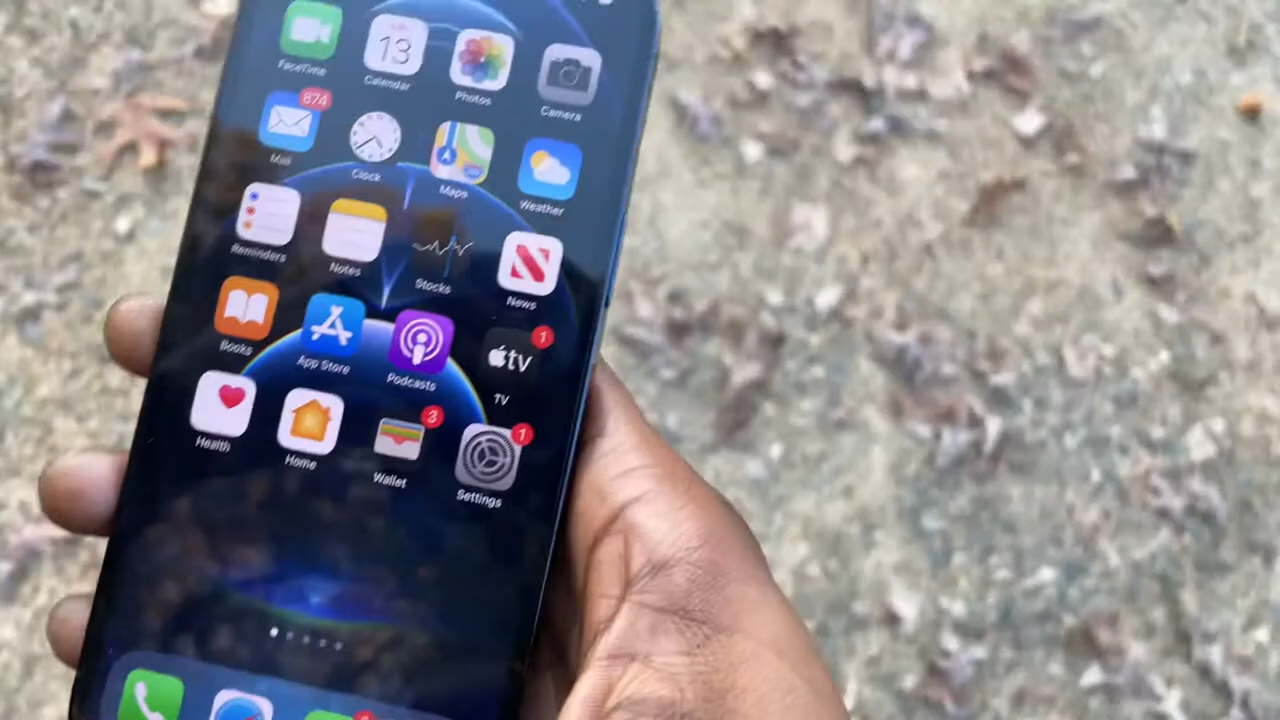 FaceTime
13
Calendar
Photos
Camera
874
Mail
Clock
Maps
Weather
Reminders
Notes
Stocks
News
Books
App Store
Podcasts
1
tv
TV
Health
Home
3
Wallet
1
Settings